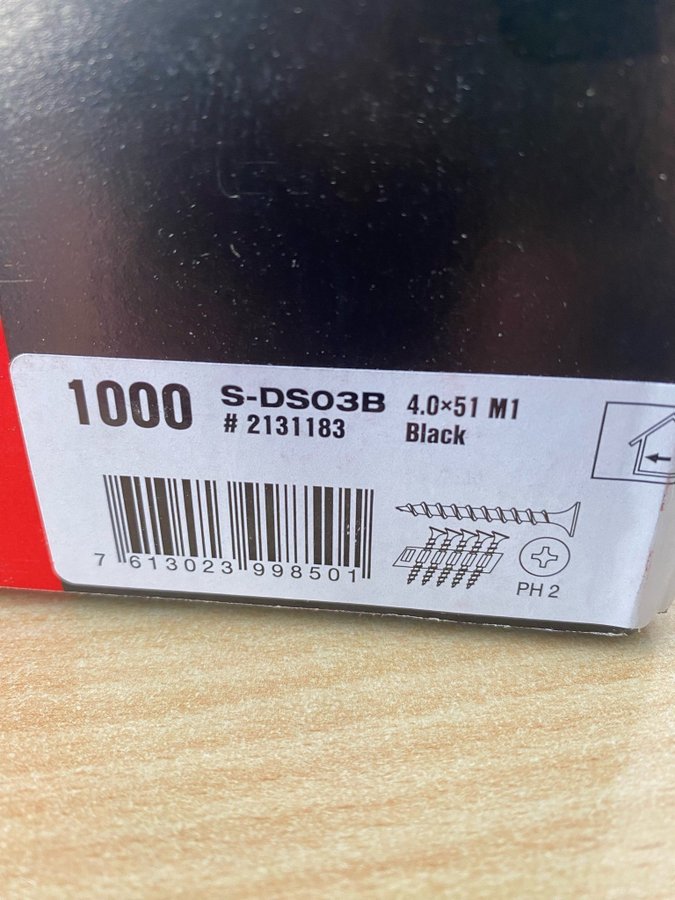 1000
S-DS03B
# 2131183
4.0×51 M1
Black
7 613023 998501
PH 2